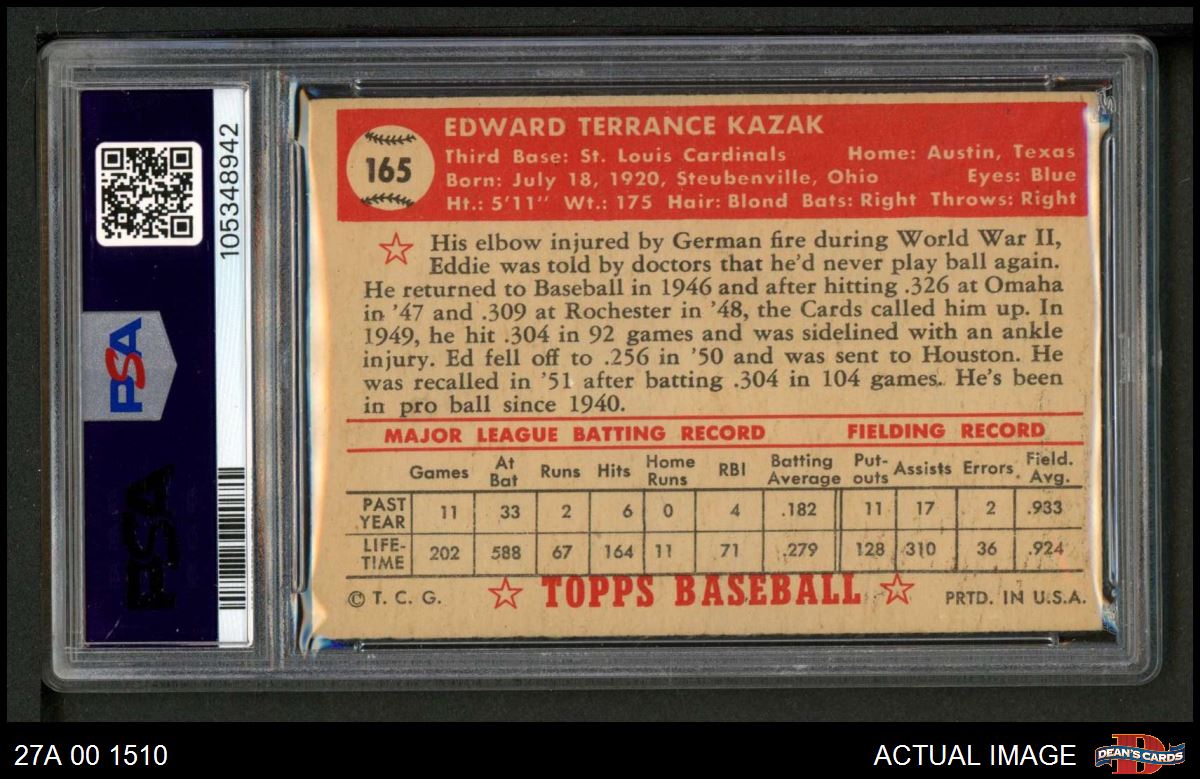 105348942
PSA
PSA
165
EDWARD TERRANCE KAZAK
Third Base: St. Louis Cardinals Home: Austin, Texas
Born: July 18, 1920, Steubenville, Ohio Eyes: Blue
Ht.: 5'11" Wt.: 175 Hair: Blond Bats: Right Throws: Right
His elbow injured by German fire during World War II,
Eddie was told by doctors that he'd never play ball again.
He returned to Baseball in 1946 and after hitting .326 at Omaha
in '47 and .309 at Rochester in '48, the Cards called him up. In
1949, he hit .304 in 92 games and was sidelined with an ankle
injury. Ed fell off to .256 in '50 and was sent to Houston. He
was recalled in '51 after batting .304 in 104 games. He's been
in pro ball since 1940.
MAJOR LEAGUE BATTING RECORD FIELDING RECORD
Games At Bat Runs Hits Home Runs RBI Batting Average Put-outs Assists Errors Field. Avg.
PAST YEAR 11 33 2 6 0 4 .182 11 17 2 .933
LIFE-TIME 202 588 67 164 11 71 .279 128 310 36 .924
© T. C. G. TOPPS BASEBALL PRTD. IN U.S.A.
27A 00 1510 ACTUAL IMAGE DEAN'S CARDS